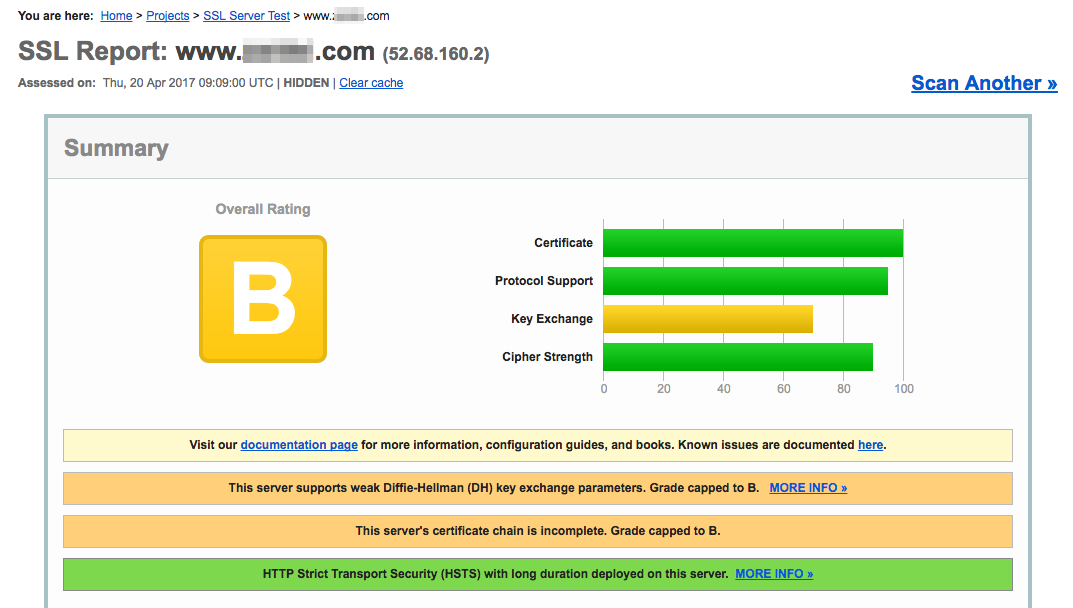 You are here: Home > Projects > SSL Server Test > www. .com
SSL Report: www. .com (52.68.160.2)
Assessed on: Thu, 20 Apr 2017 09:09:00 UTC | HIDDEN | Clear cache
Scan Another »
Summary
Overall Rating
B
Certificate
Protocol Support
Key Exchange
Cipher Strength
0 20 40 60 80 100
Visit our documentation page for more information, configuration guides, and books. Known issues are documented here.
This server supports weak Diffie-Hellman (DH) key exchange parameters. Grade capped to B. MORE INFO »
This server's certificate chain is incomplete. Grade capped to B.
HTTP Strict Transport Security (HSTS) with long duration deployed on this server. MORE INFO »